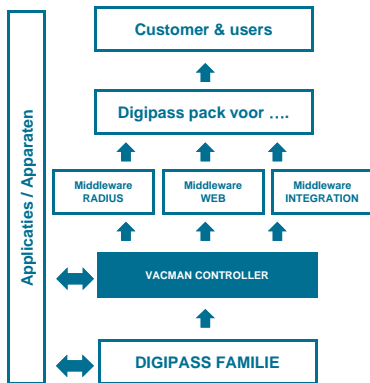 Customer & users
Digipass pack voor ....
Middleware
RADIUS
Middleware
WEB
Middleware
INTEGRATION
VACMAN CONTROLLER
DIGIPASS FAMILIE
Applicaties / Apparaten